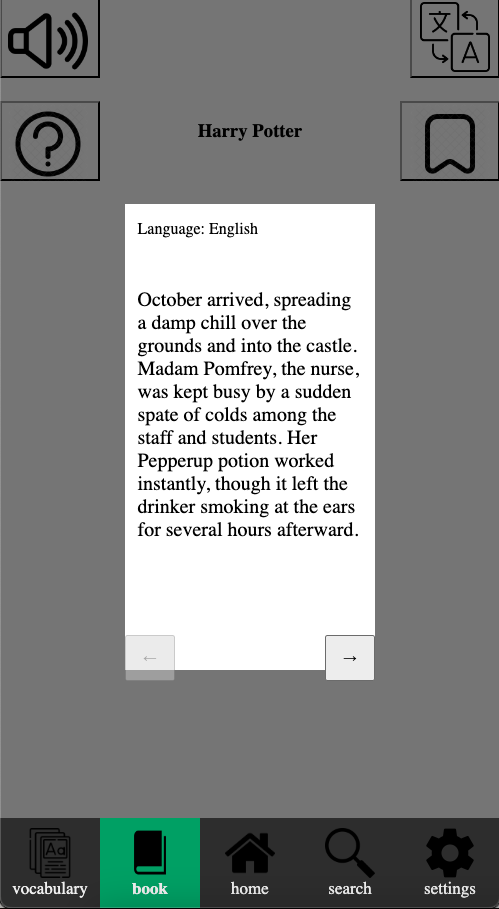 文
A
?
Harry Potter
Language: English
October arrived, spreading
a damp chill over the
grounds and into the castle.
Madam Pomfrey, the nurse,
was kept busy by a sudden
spate of colds among the
staff and students. Her
Pepperup potion worked
instantly, though it left the
drinker smoking at the ears
for several hours afterward.
← →
Aa
vocabulary book home search settings